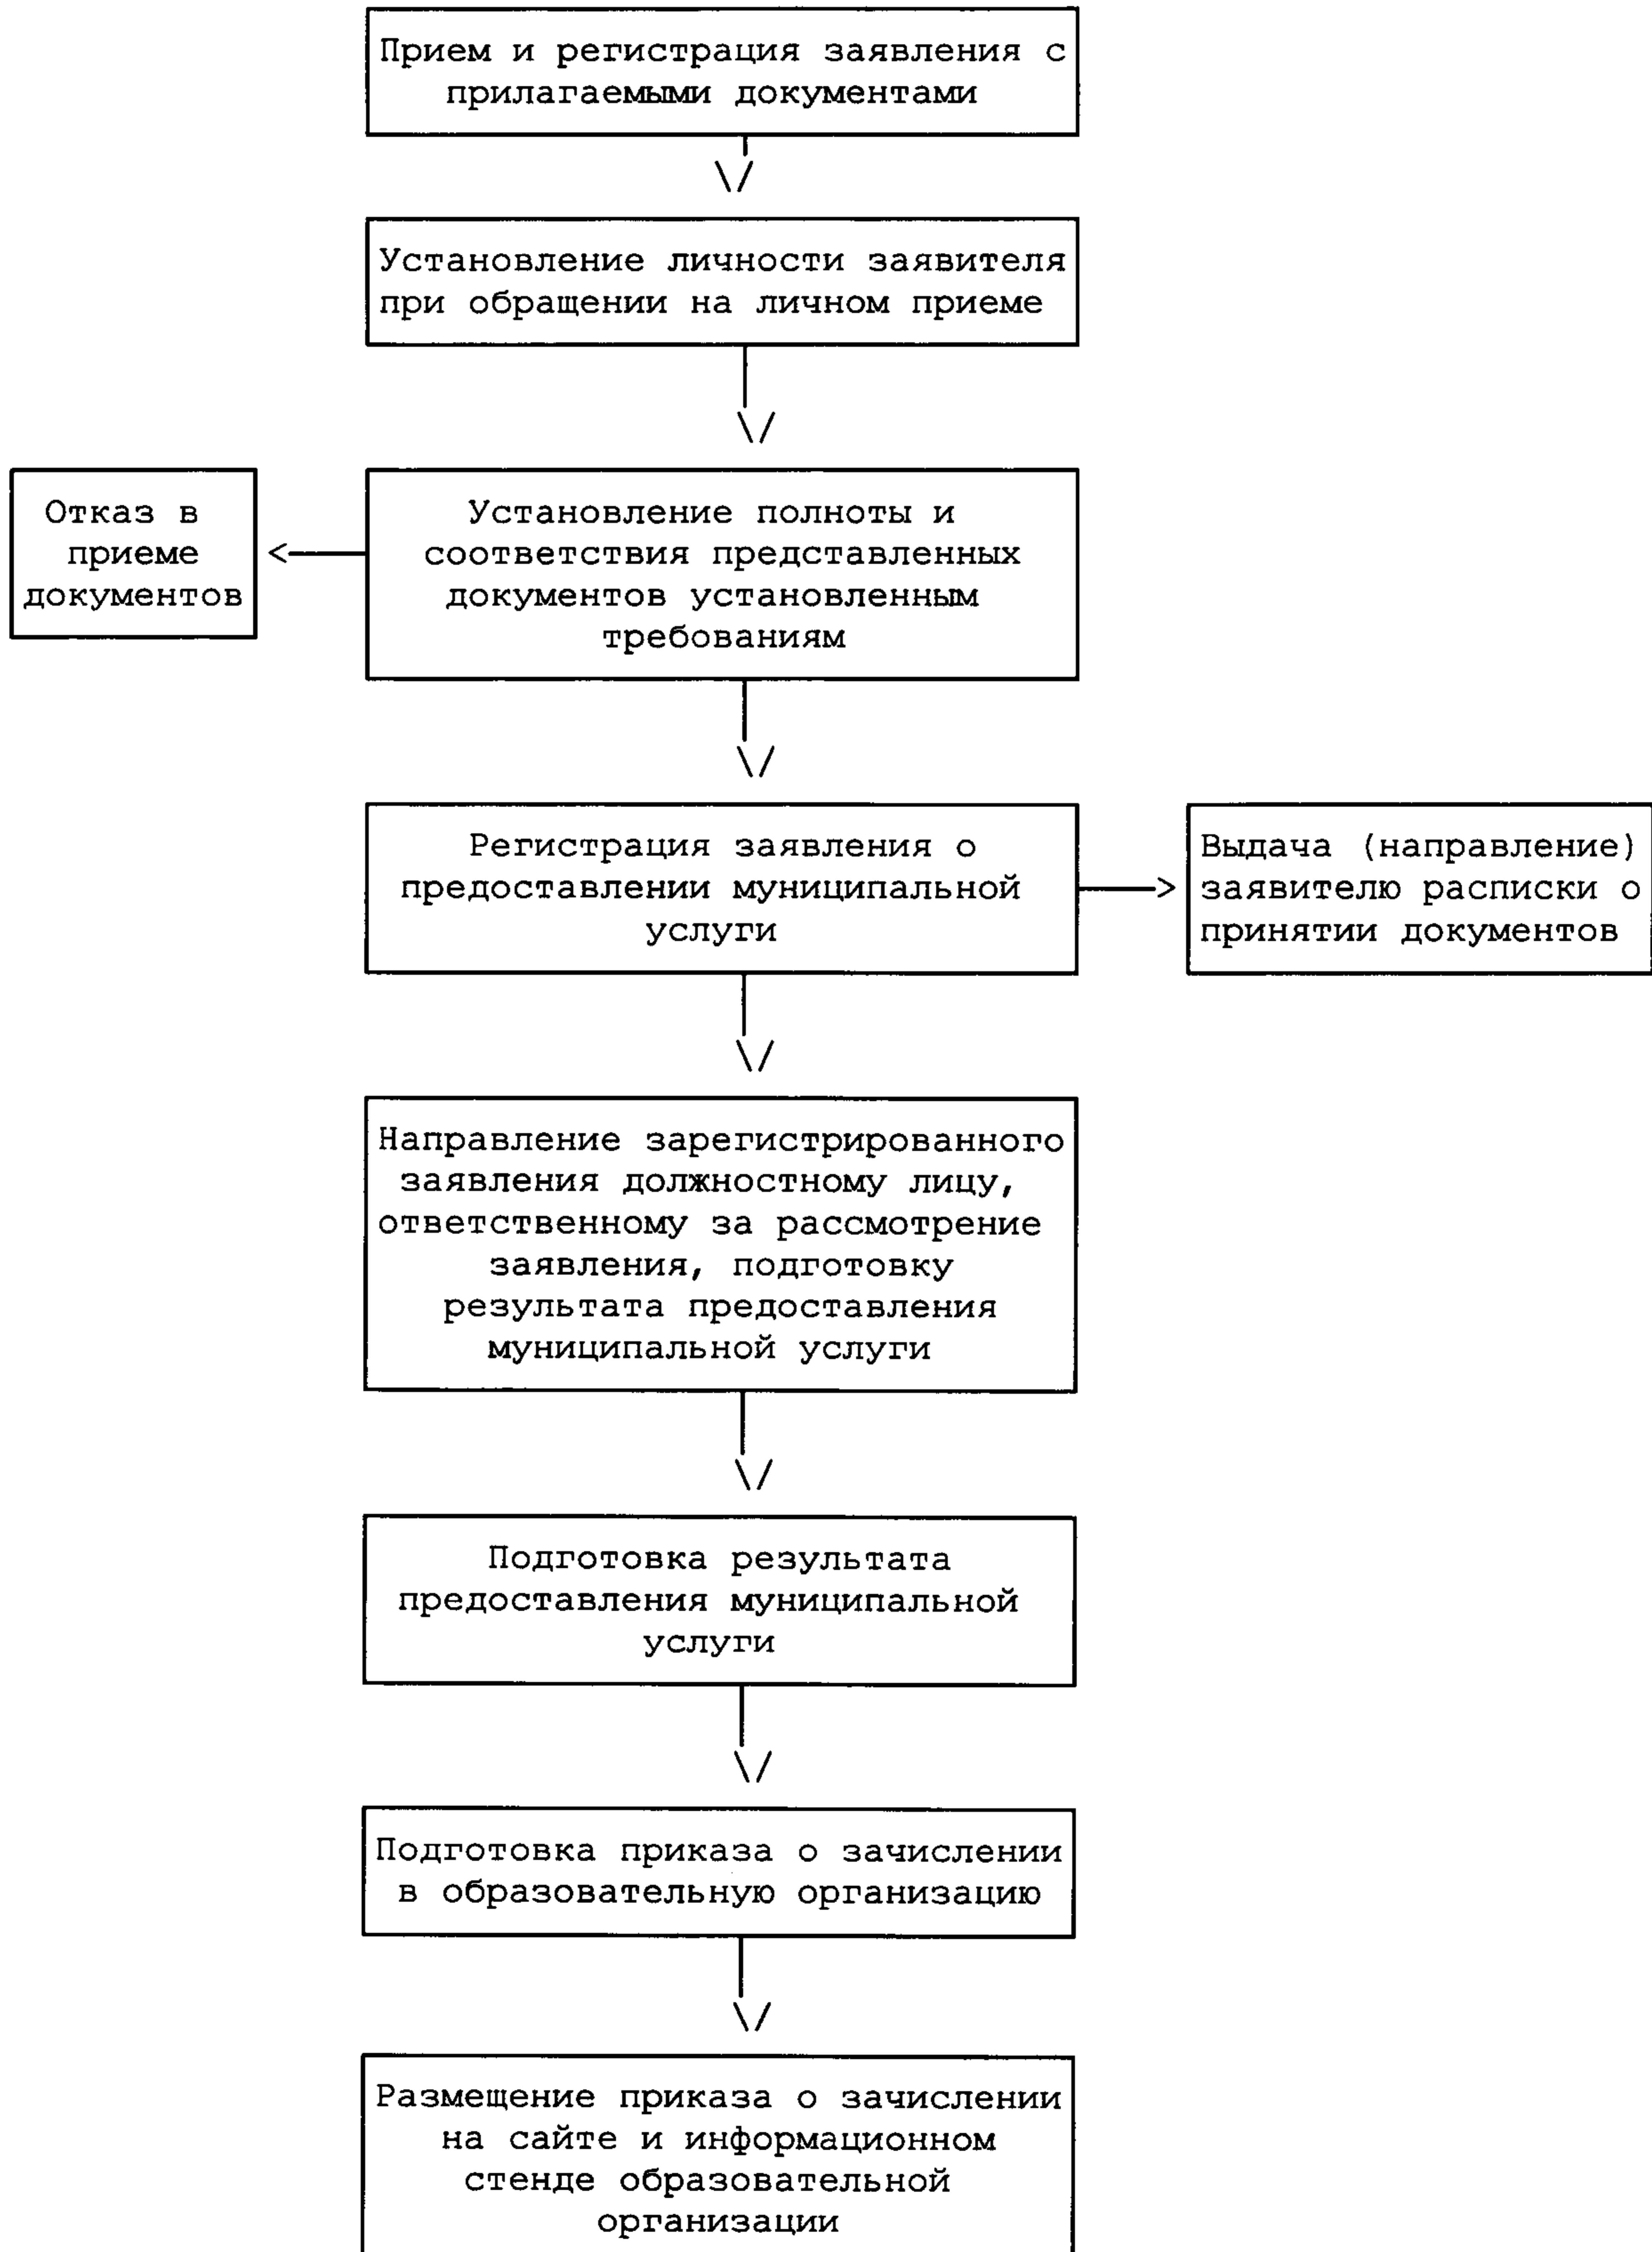 Прием и регистрация заявления с
прилагаемыми документами
Установление личности заявителя
при обращении на личном приеме
Отказ в
приеме
документов
Установление полноты и
соответствия представленных
документов установленным
требованиям
Регистрация заявления о
предоставлении муниципальной
услуги
Выдача (направление)
заявителю расписки о
принятии документов
Направление зарегистрированного
заявления должностному лицу,
ответственному за рассмотрение
заявления, подготовку
результата предоставления
муниципальной услуги
Подготовка результата
предоставления муниципальной
услуги
Подготовка приказа о зачислении
в образовательную организацию
Размещение приказа о зачислении
на сайте и информационном
стенде образовательной
организации